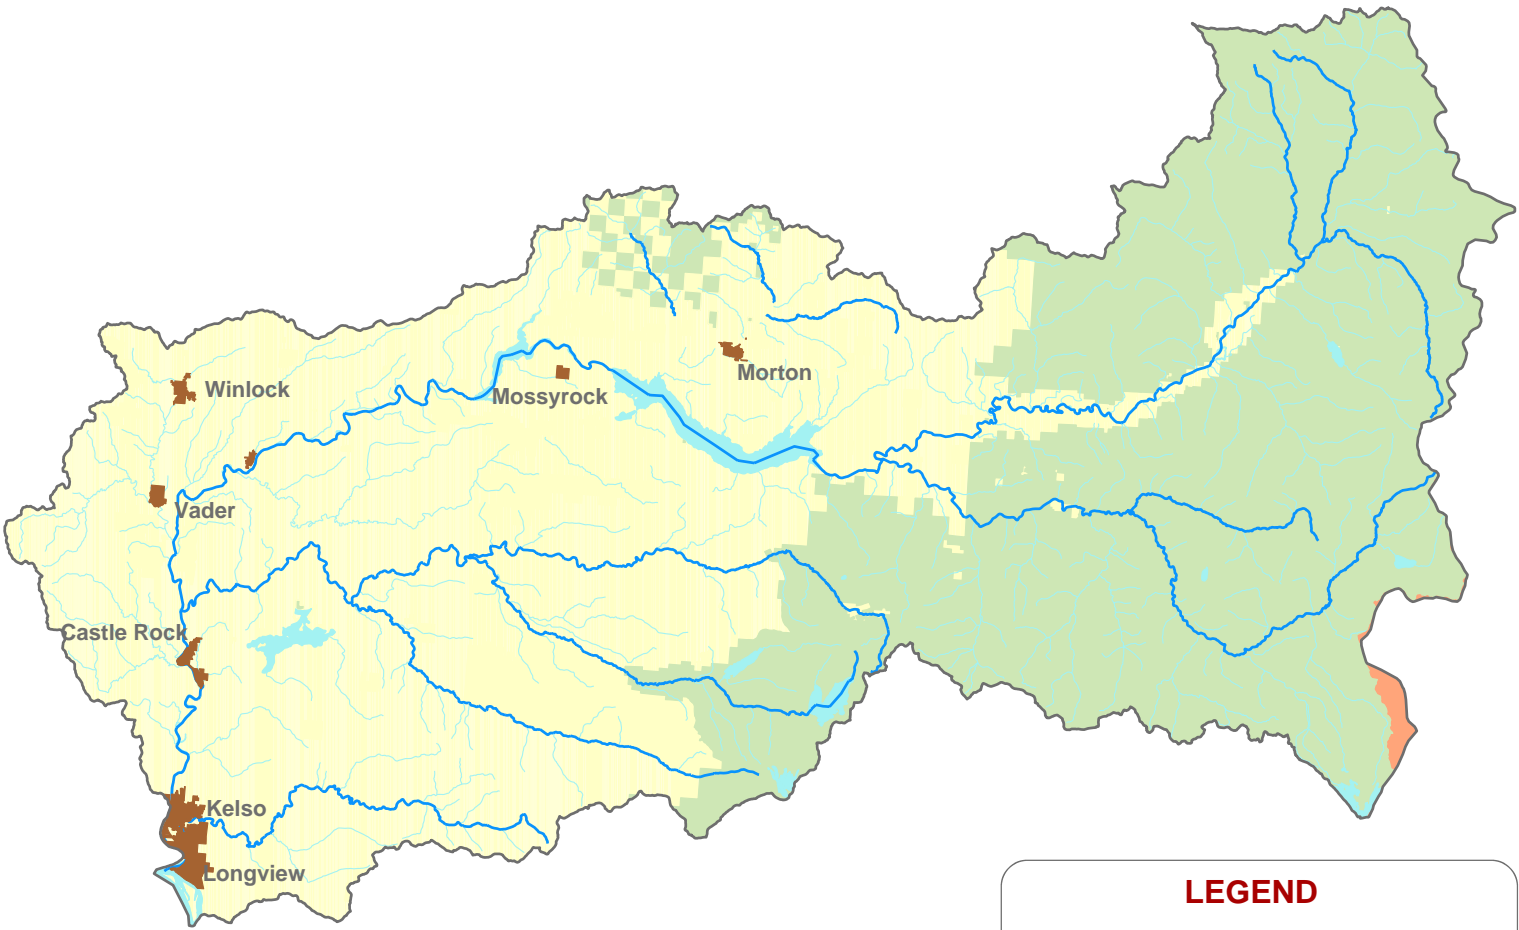 Winlock
Mossyrock
Morton
Vader
Castle Rock
Kelso
Longview
LEGEND